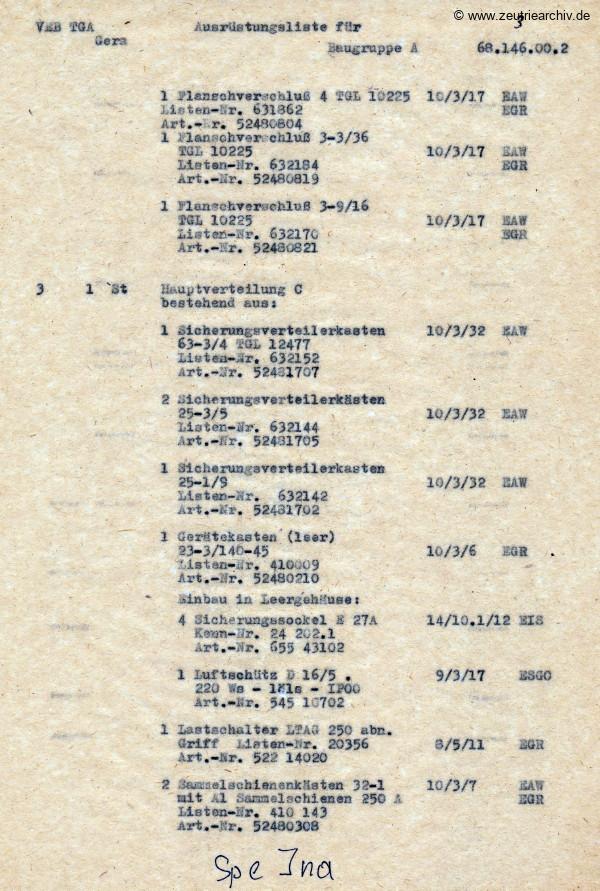 © www.zeutriearchiv.de
VEB TGA Ausrüstungsliste für 3
Gera Baugruppe A 68.146.00.2
1 Flanschverschluß 4 TGL 10225 10/3/17 EAW
Listen-Nr. 631862 EGR
Art.-Nr. 52480804
1 Flanschverschluß 3-3/36
TGL 10225 10/3/17 EAW
Listen-Nr. 632184 EGR
Art.-Nr. 52480819
1 Flanschverschluß 3-9/16
TGL 10225 10/3/17 EAW
Listen-Nr. 632170 EGR
Art.-Nr. 52480821
3 1 St Hauptverteilung C
bestehend aus:
1 Sicherungsverteilerkasten 10/3/32 EAW
63-3/4 TGL 12477
Listen-Nr. 632152
Art.-Nr. 52481707
2 Sicherungsverteilerkästen
25-3/5 10/3/32 EAW
Listen-Nr. 632144
Art.-Nr. 52481705
1 Sicherungsverteilerkasten
25-1/9 10/3/32 EAW
Listen-Nr. 632142
Art.-Nr. 52481702
1 Gerätekasten (leer)
23-3/140-45 10/3/6 EGR
Listen-Nr. 410009
Art.-Nr. 52480210
Einbau in Leergehäuse:
4 Sicherungssockel E 27A 14/10.1/12 EIS
Kenn-Nr. 24 202.1
Art.-Nr. 655 43102
1 Luftschütz D 16/5 . 9/3/17 ESGO
220 Ws - - IPOO
Art.-Nr. 545 10702
1 Lastschalter LTAG 250 abn.
Griff Listen-Nr. 20356 8/5/11 EGR
Art.-Nr. 522 14020
2 Sammelschienenkästen 32-1 10/3/7 EAW
mit Al Sammelschienen 250 A EGR
Listen-Nr. 410 143
Art.-Nr. 52480308
Spe Ina